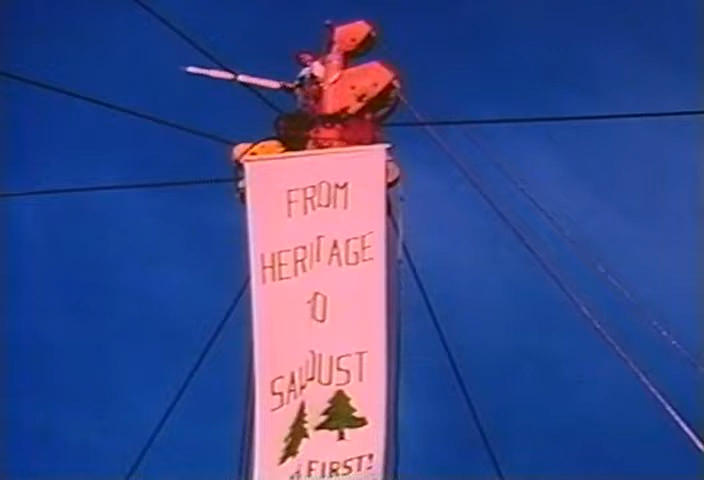 FROM
HERITAGE
TO
SAWDUST
FIRST!